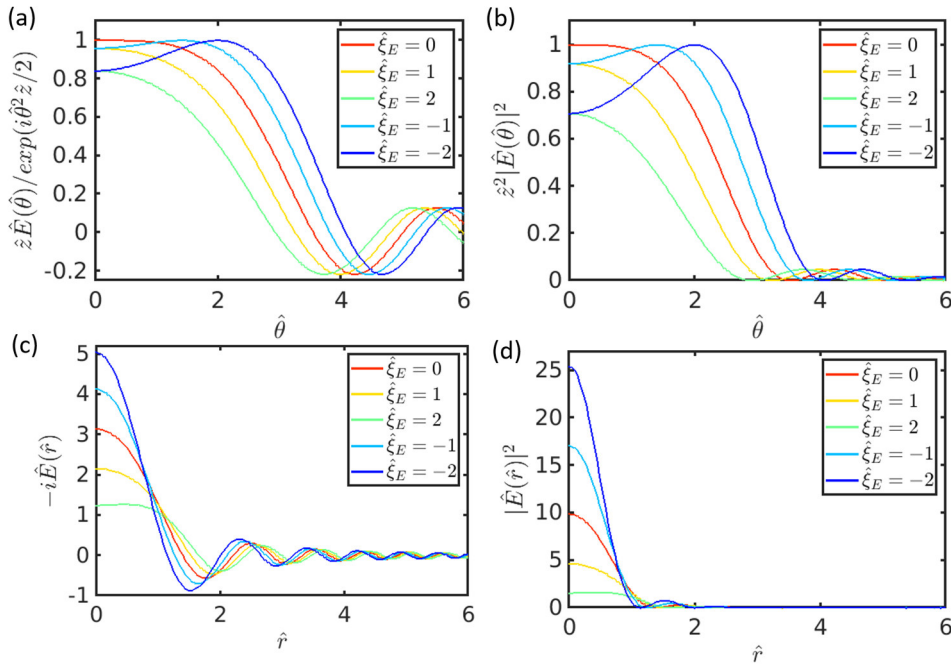 (a)
ẑÊ(θ̂)/exp(iθ̂²ẑ/2)
1
0.8
0.6
0.4
0.2
0
-0.2
0
2
4
6
θ̂
ξ̂_E = 0
ξ̂_E = 1
ξ̂_E = 2
ξ̂_E = −1
ξ̂_E = −2
(b)
ẑ²|Ê(θ̂)|²
1
0.8
0.6
0.4
0.2
0
0
2
4
6
θ̂
ξ̂_E = 0
ξ̂_E = 1
ξ̂_E = 2
ξ̂_E = −1
ξ̂_E = −2
(c)
−iÊ(r̂)
5
4
3
2
1
0
-1
0
2
4
6
r̂
ξ̂_E = 0
ξ̂_E = 1
ξ̂_E = 2
ξ̂_E = −1
ξ̂_E = −2
(d)
|Ê(r̂)|²
25
20
15
10
5
0
0
2
4
6
r̂
ξ̂_E = 0
ξ̂_E = 1
ξ̂_E = 2
ξ̂_E = −1
ξ̂_E = −2